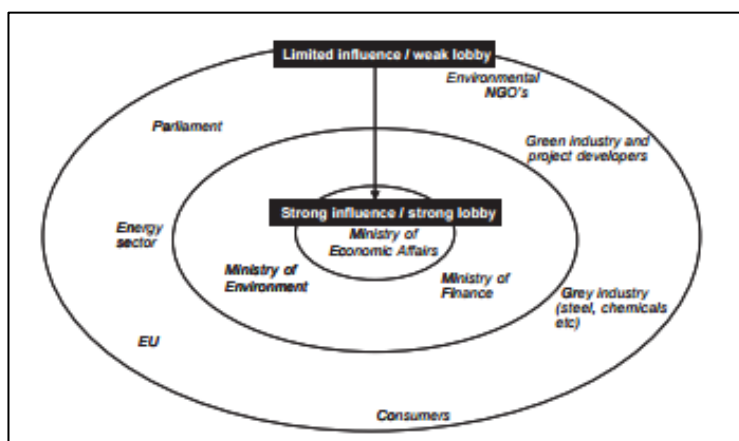 Limited influence / weak lobby
Environmental
NGO's
Parliament
Green industry and
project developers
Strong influence / strong lobby
Energy
sector
Ministry of
Economic Affairs
Ministry of
Environment
Ministry of
Finance
Grey industry
(steel, chemicals
etc)
EU
Consumers